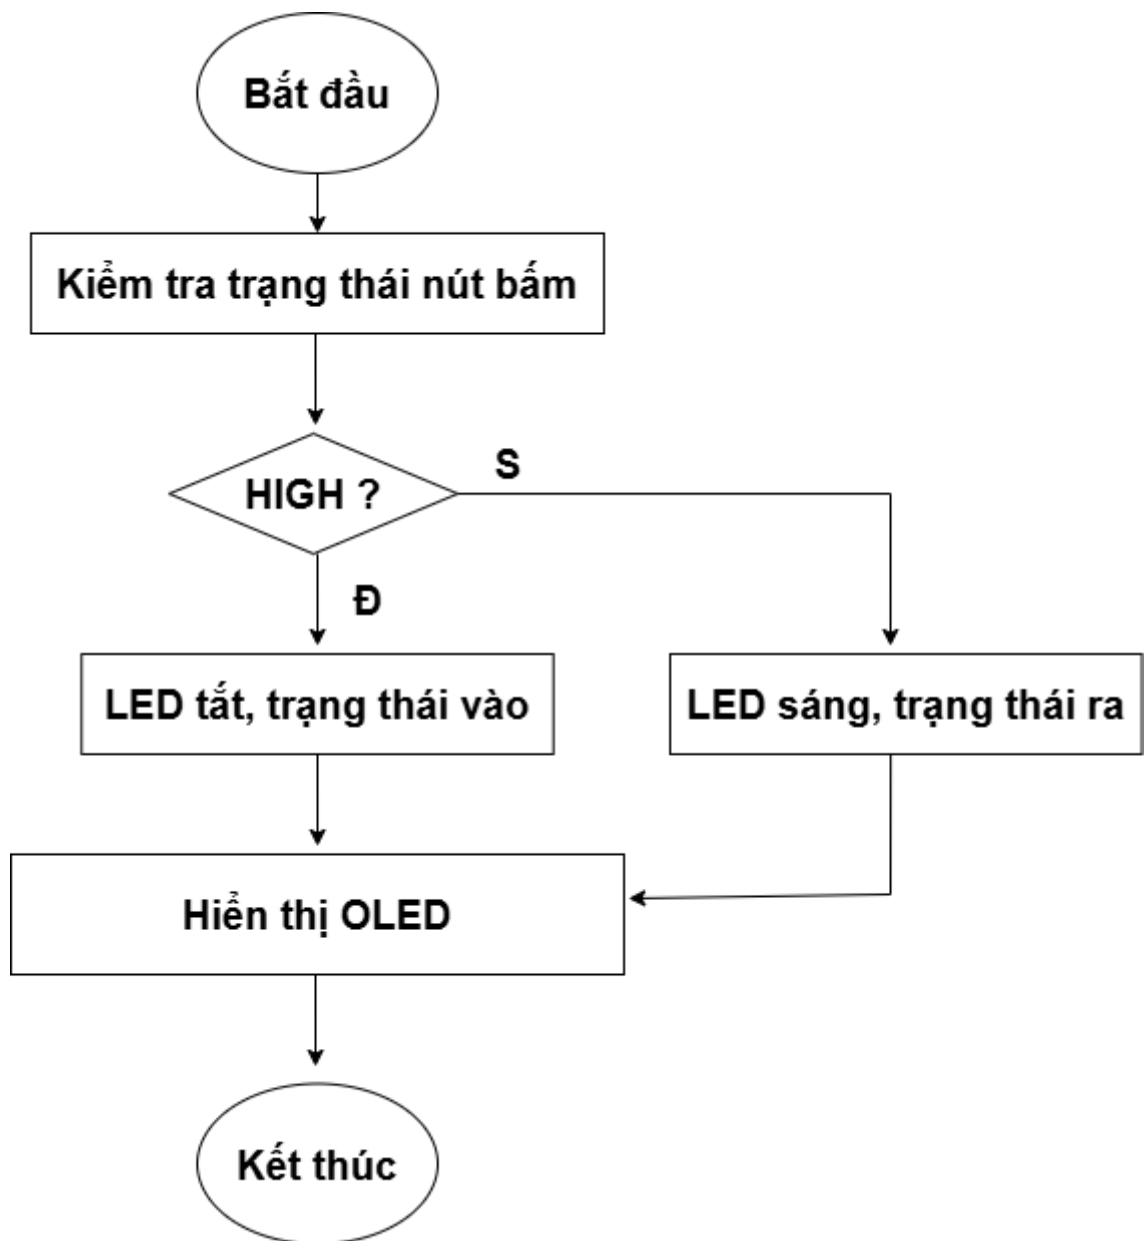 Bắt đầu
Kiểm tra trạng thái nút bấm
HIGH ?
S
Đ
LED tắt, trạng thái vào
LED sáng, trạng thái ra
Hiển thị OLED
Kết thúc